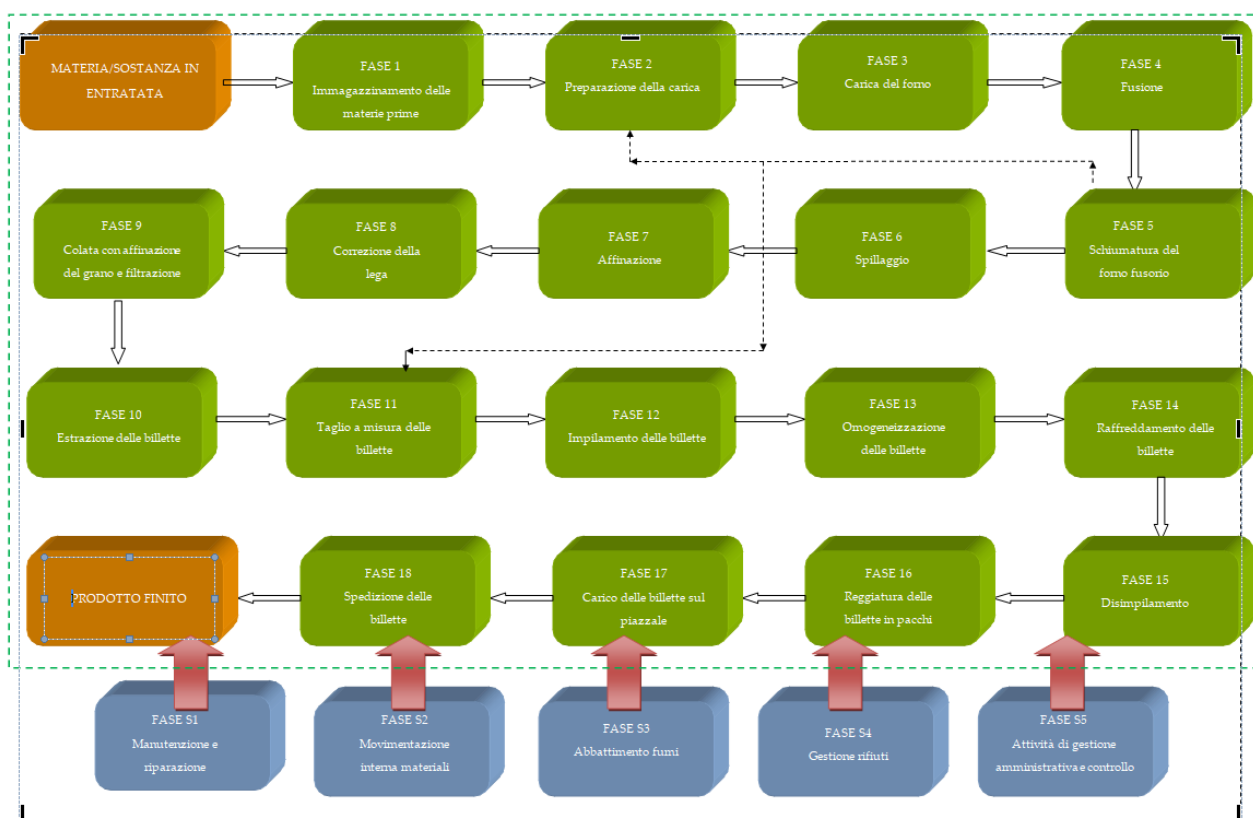 MATERIA/SOSTANZA IN
ENTRATATA
FASE 1
Immagazzinamento delle
materie prime
FASE 2
Preparazione della carica
FASE 3
Carica del forno
FASE 4
Fusione
FASE 9
Colata con affinazione
del grano e filtrazione
FASE 8
Correzione della
lega
FASE 7
Affinazione
FASE 6
Spillaggio
FASE 5
Schiumatura del
forno fusorio
FASE 10
Estrazione delle billette
FASE 11
Taglio a misura delle
billette
FASE 12
Impilamento delle billette
FASE 13
Omogeneizzazione
delle billette
FASE 14
Raffreddamento delle
billette
PRODOTTO FINITO
FASE 18
Spedizione delle
billette
FASE 17
Carico delle billette sul
piazzale
FASE 16
Reggiatura delle
billette in pacchi
FASE 15
Disimpilamento
FASE S1
Manutenzione e
riparazione
FASE S2
Movimentazione
interna materiali
FASE S3
Abbattimento fumi
FASE S4
Gestione rifiuti
FASE S5
Attività di gestione
amministrativa e controllo